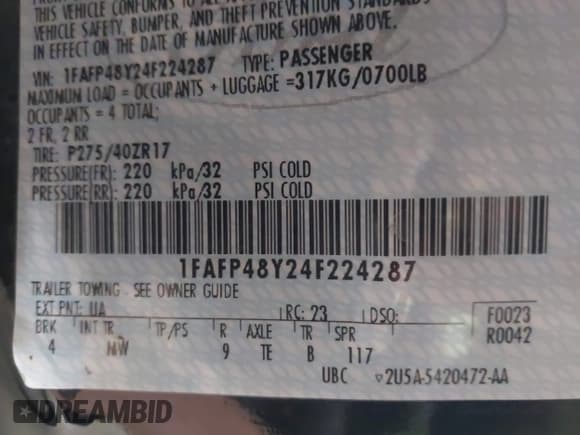 THIS VEHICLE CONFORMS TO ALL
VEHICLE SAFETY, BUMPER, AND THEFT PREVENTION STANDARDS
IN EFFECT ON THE DATE OF MANUFACTURE SHOWN ABOVE.
VIN: 1FAFP48Y24F224287 TYPE: PASSENGER
MAXIMUM LOAD = OCCUPANTS + LUGGAGE =317KG/0700LB
OCCUPANTS = 4 TOTAL;
2 FR, 2 RR
TIRE: P275/40ZR17
PRESSURE(FR): 220 kPa/32 PSI COLD
PRESSURE(RR): 220 kPa/32 PSI COLD
1FAFP48Y24F224287
TRAILER TOWING - SEE OWNER GUIDE
EXT PNT: UA RC: 23 DSO: F0023
BRK INT TR TP/PS R AXLE TR SPR R0042
4 MW 9 TE B 117
UBC ▽2U5A-5420472-AA
DREAMBID